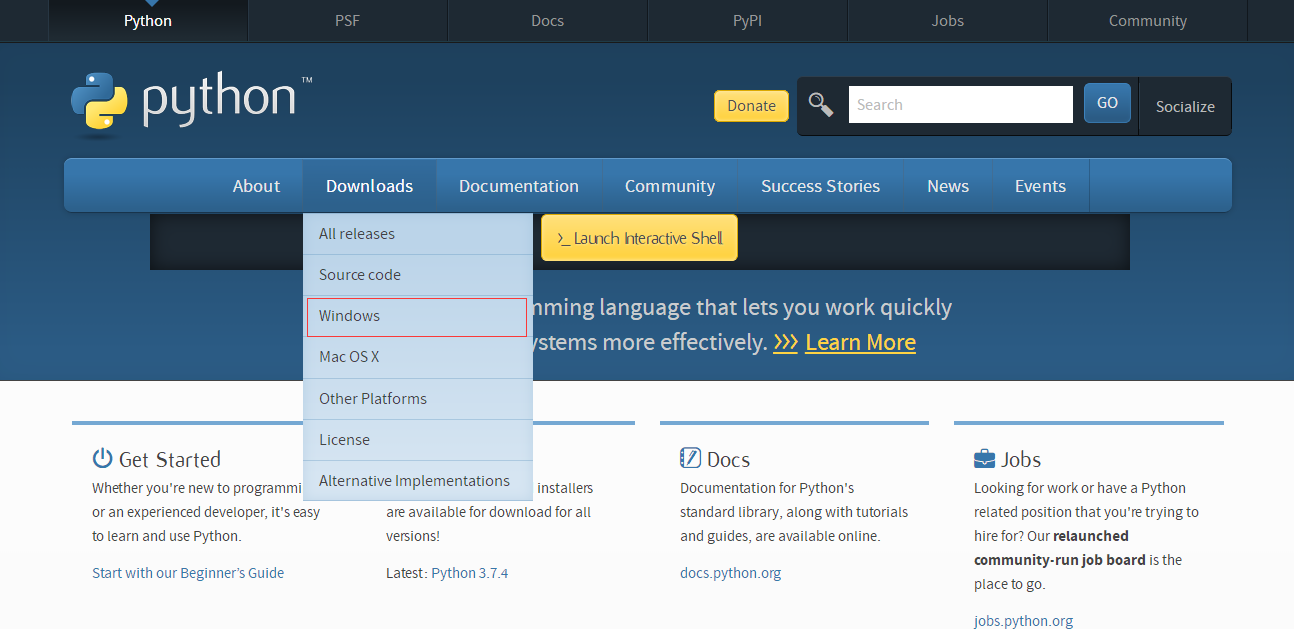 Python
PSF
Docs
PyPI
Jobs
Community
python™
Donate
Search
GO
Socialize
About
Downloads
Documentation
Community
Success Stories
News
Events
All releases
Source code
Windows
Mac OS X
Other Platforms
License
Alternative Implementations
>_ Launch Interactive Shell
language that lets you work quickly
more effectively. >>> Learn More
Get Started
Whether you're new to
or an experienced developer, it's easy
to learn and use Python.
Start with our Beginner's Guide
installers
are available for download for all
versions!
Latest: Python 3.7.4
Docs
Documentation for Python's
standard library, along with tutorials
and guides, are available online.
docs.python.org
Jobs
Looking for work or have a Python
related position that you're trying to
hire for? Our relaunched
community-run job board is the
place to go.
jobs.python.org